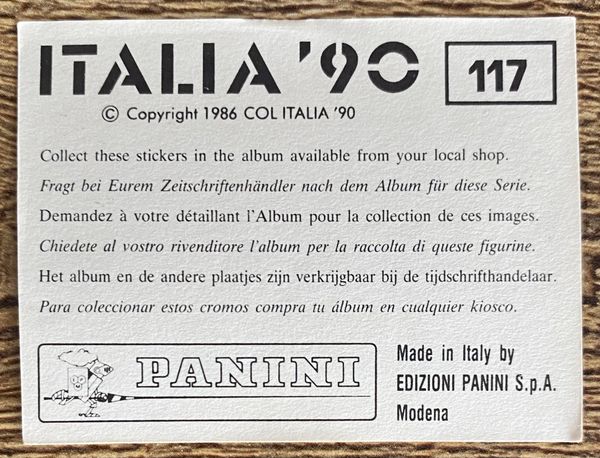 ITALIA '90
117
© Copyright 1986 COL ITALIA '90
Collect these stickers in the album available from your local shop.
Fragt bei Eurem Zeitschriftenhändler nach dem Album für diese Serie.
Demandez à votre détaillant l'Album pour la collection de ces images.
Chiedete al vostro rivenditore l'album per la raccolta di queste figurine.
Het album en de andere plaatjes zijn verkrijgbaar bij de tijdschrifthandelaar.
Para coleccionar estos cromos compra tu álbum en cualquier kiosco.
PANINI
Made in Italy by
EDIZIONI PANINI S.p.A.
Modena